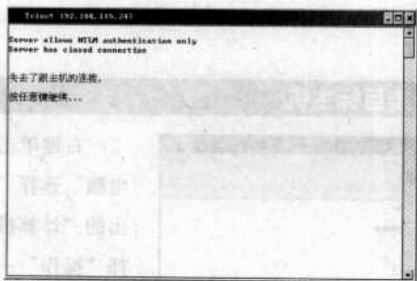 Telnet 192.168.115.243
Server allows NTLM authentication only
Server has closed connection
失去了跟主机的连接。
按任意键继续...